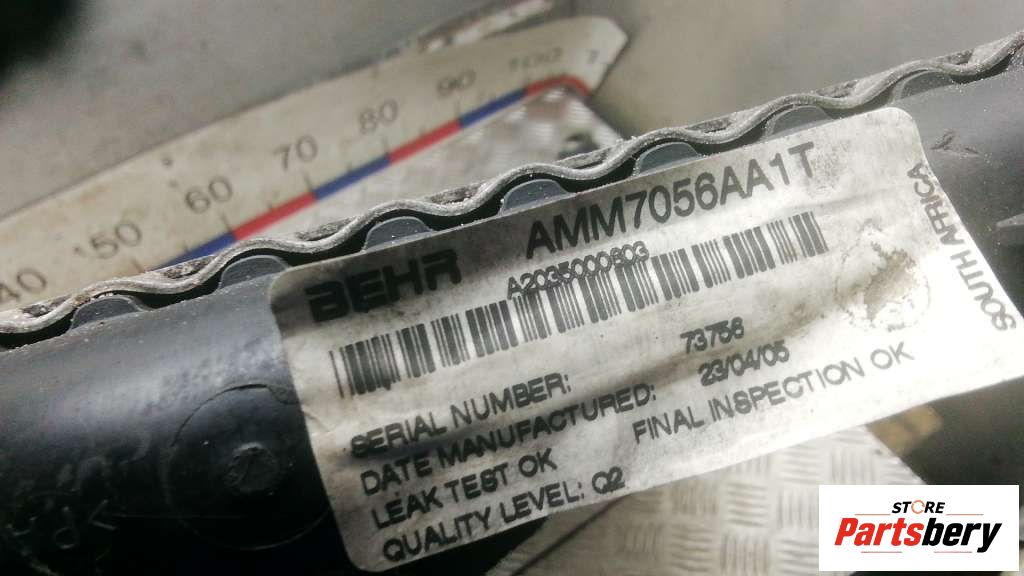 40 50 60 70 80 90 100
BEHR AMM7056AA1T
A2035000603
SERIAL NUMBER: 73756
DATE MANUFACTURED: 23/04/05
LEAK TEST OK FINAL INSPECTION OK
QUALITY LEVEL: Q2
SOUTH AFRICA
STORE
Partsbery